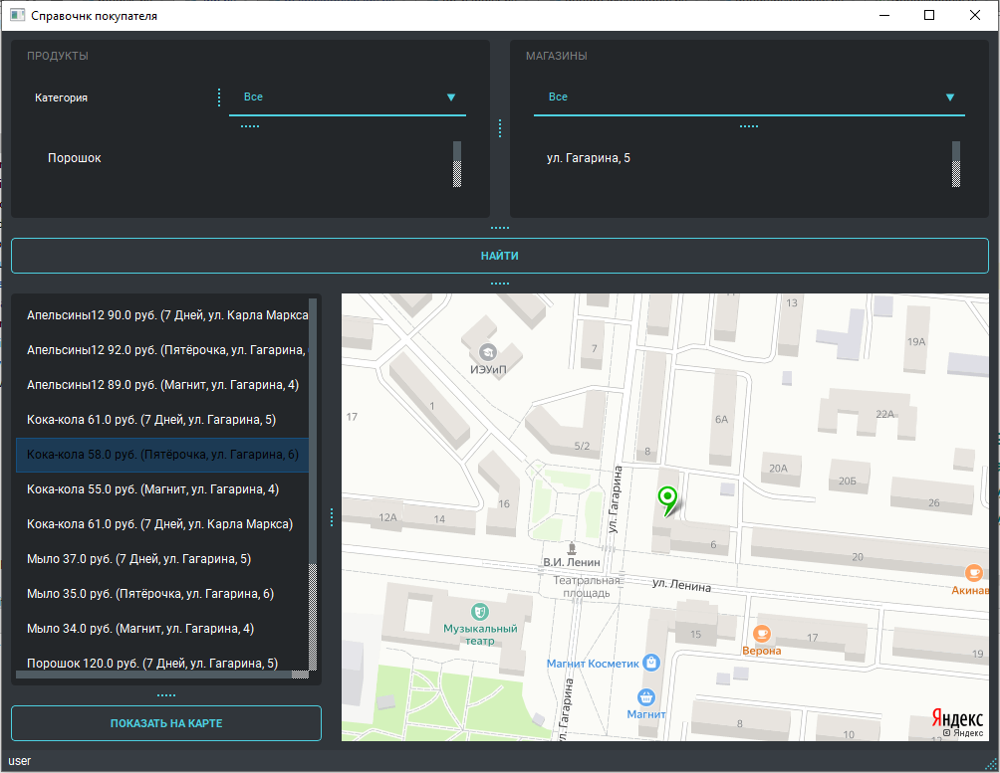 Справочнк покупателя
ПРОДУКТЫ
МАГАЗИНЫ
Категория
Все
Все
Порошок
ул. Гагарина, 5
НАЙТИ
Апельсины12 90.0 руб. (7 Дней, ул. Карла Маркса
Апельсины12 92.0 руб. (Пятёрочка, ул. Гагарина,
Апельсины12 89.0 руб. (Магнит, ул. Гагарина, 4)
Кока-кола 61.0 руб. (7 Дней, ул. Гагарина, 5)
Кока-кола 58.0 руб. (Пятёрочка, ул. Гагарина, 6)
Кока-кола 55.0 руб. (Магнит, ул. Гагарина, 4)
Кока-кола 61.0 руб. (7 Дней, ул. Карла Маркса)
Мыло 37.0 руб. (7 Дней, ул. Гагарина, 5)
Мыло 35.0 руб. (Пятёрочка, ул. Гагарина, 6)
Мыло 34.0 руб. (Магнит, ул. Гагарина, 4)
Порошок 120.0 руб. (7 Дней, ул. Гагарина, 5)
ПОКАЗАТЬ НА КАРТЕ
13
19А
7
ИЭУиП
1
17
22А
6А
5/2
8
20А
20Б
26
16
12А
14
ул. Гагарина
6
20
В.И. Ленин
Театральная
площадь
ул. Ленина
Акинав
Музыкальный
театр
15
17
19
Верона
Магнит Косметик
Магнит
ул. Гагарина
8
10
12
Яндекс
© Яндекс
user